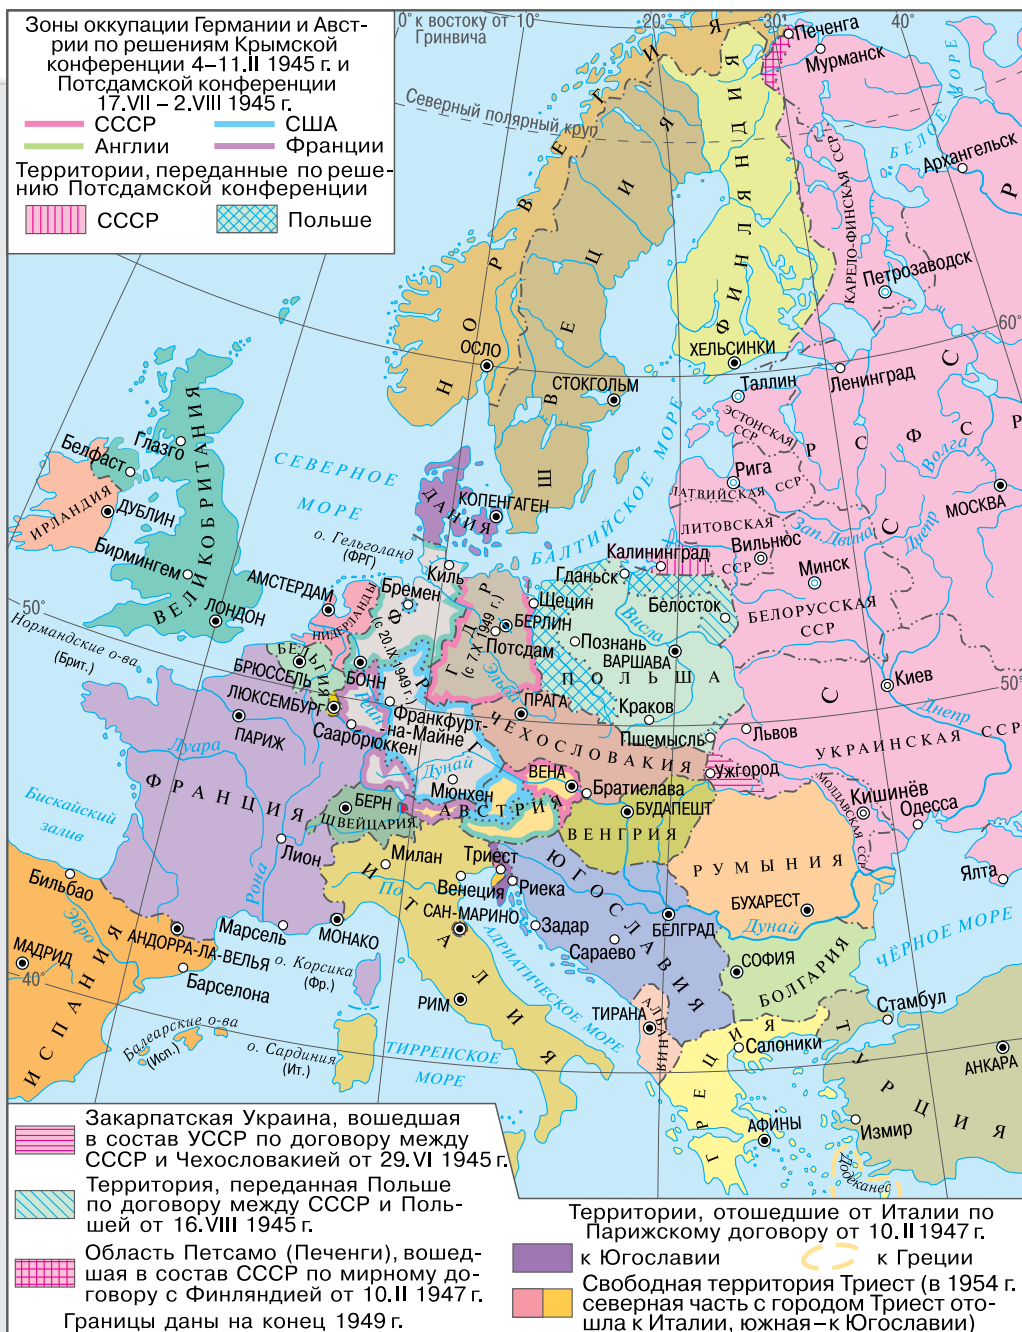 Зоны оккупации Германии и Авст-
рии по решениям Крымской
конференции 4–11.II 1945 г. и
Потсдамской конференции
17.VII – 2.VIII 1945 г.
СССР
США
Англии
Франции
Территории, переданные по реше-
нию Потсдамской конференции
СССР
Польше
0° к востоку от
Гринвича
10°
20°
30°
40°
Северный полярный круг
Печенга
Мурманск
БЕЛОЕ МОРЕ
Архангельск
КАРЕЛО-ФИНСКАЯ ССР
Петрозаводск
60°
НОРВЕГИЯ
ШВЕЦИЯ
ФИНЛЯНДИЯ
ОСЛО
СТОКГОЛЬМ
ХЕЛЬСИНКИ
Ленинград
Таллин
ЭСТОНСКАЯ
ССР
РСФСР
СССР
Волга
Рига
ЛАТВИЙСКАЯ ССР
МОСКВА
Зап. Двина
Днепр
ЛИТОВСКАЯ
ССР
Вильнюс
Минск
БЕЛОРУССКАЯ
ССР
Калининград
БАЛТИЙСКОЕ МОРЕ
СЕВЕРНОЕ
МОРЕ
ДАНИЯ
КОПЕНГАГЕН
о. Гельголанд
(ФРГ)
Киль
Белфаст
Глазго
ИРЛАНДИЯ
ДУБЛИН
Бирмингем
ВЕЛИКОБРИТАНИЯ
ЛОНДОН
50°
Нормандские о-ва
(Брит.)
АМСТЕРДАМ
НИДЕРЛАНДЫ
Бремен
ФРГ
(с 20.IX 1949 г.)
ГДР
(с 7.X 1949 г.)
БЕРЛИН
Потсдам
Эльба
Щецин
Гданьск
Белосток
Висла
Познань
ВАРШАВА
ПОЛЬША
Краков
Пшемысль
Львов
Киев
50°
Днепр
УКРАИНСКАЯ ССР
БЕЛЬГИЯ
БРЮССЕЛЬ
БОНН
ЛЮКСЕМБУРГ
Рейн
Франкфурт-
на-Майне
Саарбрюккен
ПРАГА
ЧЕХОСЛОВАКИЯ
Ужгород
МОЛДАВСКАЯ ССР
Кишинёв
Одесса
Ялта
ПАРИЖ
Луара
ФРАНЦИЯ
Бискайский
залив
Дунай
Мюнхен
ВЕНА
Братислава
АВСТРИЯ
БУДАПЕШТ
ВЕНГРИЯ
БЕРН
ШВЕЙЦАРИЯ
РУМЫНИЯ
БУХАРЕСТ
Дунай
ЧЁРНОЕ МОРЕ
Лион
Рона
Милан
По
Триест
Венеция
Риека
ЮГОСЛАВИЯ
БЕЛГРАД
Задар
Сараево
Бильбао
Эбро
МАДРИД
ИСПАНИЯ
40°
АНДОРРА-ЛА-ВЕЛЬЯ
Барселона
Марсель
МОНАКО
САН-МАРИНО
о. Корсика
(Фр.)
ИТАЛИЯ
РИМ
АДРИАТИЧЕСКОЕ МОРЕ
СОФИЯ
БОЛГАРИЯ
ТИРАНА
АЛБАНИЯ
Балеарские о-ва
(Исп.)
о. Сардиния
(Ит.)
ТИРРЕНСКОЕ
МОРЕ
ГРЕЦИЯ
Салоники
АФИНЫ
Стамбул
ТУРЦИЯ
АНКАРА
Измир
Додеканес
Закарпатская Украина, вошедшая
в состав УССР по договору между
СССР и Чехословакией от 29.VI 1945 г.
Территория, переданная Польше
по договору между СССР и Поль-
шей от 16.VIII 1945 г.
Область Петсамо (Печенги), вошед-
шая в состав СССР по мирному до-
говору с Финляндией от 10.II 1947 г.
Границы даны на конец 1949 г.
Территории, отошедшие от Италии по
Парижскому договору от 10.II 1947 г.
к Югославии
к Греции
Свободная территория Триест (в 1954 г.
северная часть с городом Триест ото-
шла к Италии, южная–к Югославии)